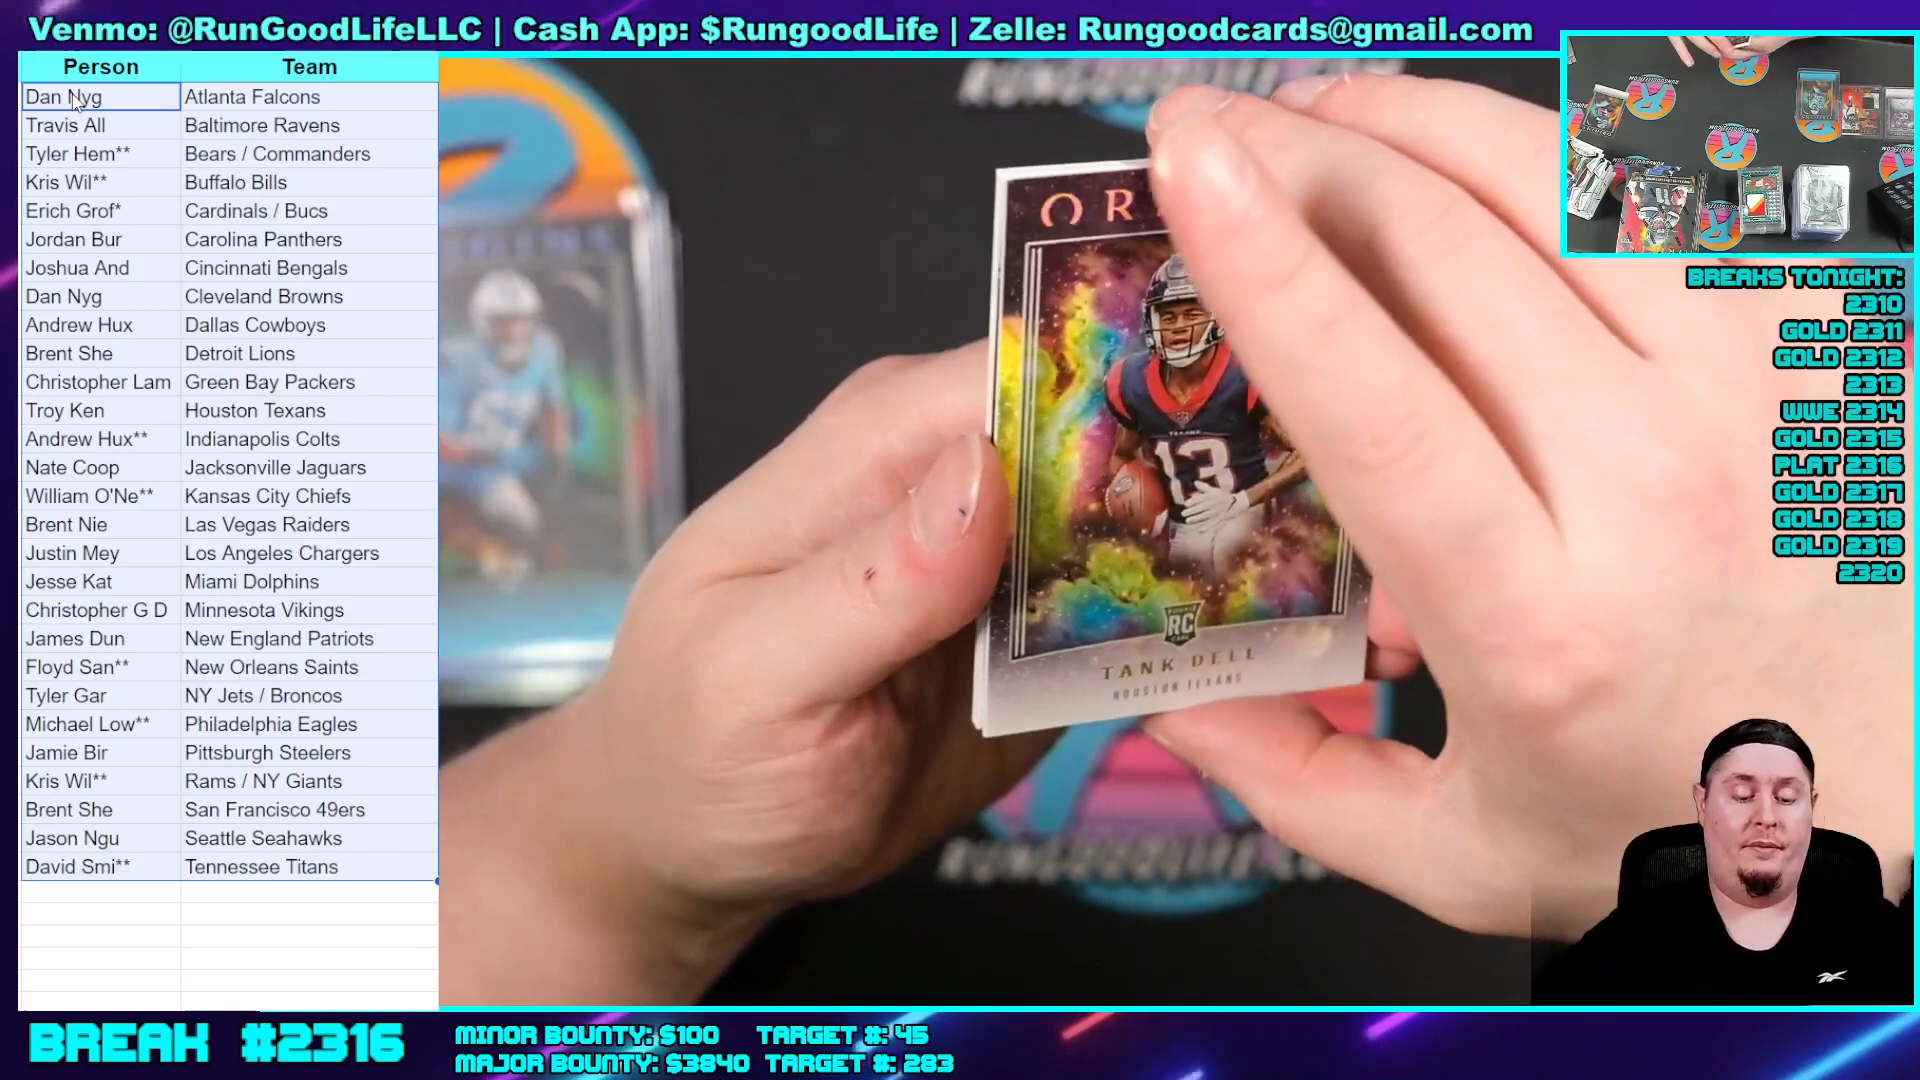 Venmo: @RunGoodLifeLLC | Cash App: $RungoodLife | Zelle: Rungoodcards@gmail.com
Person Team
Dan Nyg Atlanta Falcons
Travis All Baltimore Ravens
Tyler Hem** Bears / Commanders
Kris Wil** Buffalo Bills
Erich Grof* Cardinals / Bucs
Jordan Bur Carolina Panthers
Joshua And Cincinnati Bengals
Dan Nyg Cleveland Browns
Andrew Hux Dallas Cowboys
Brent She Detroit Lions
Christopher Lam Green Bay Packers
Troy Ken Houston Texans
Andrew Hux** Indianapolis Colts
Nate Coop Jacksonville Jaguars
William O'Ne** Kansas City Chiefs
Brent Nie Las Vegas Raiders
Justin Mey Los Angeles Chargers
Jesse Kat Miami Dolphins
Christopher G D Minnesota Vikings
James Dun New England Patriots
Floyd San** New Orleans Saints
Tyler Gar NY Jets / Broncos
Michael Low** Philadelphia Eagles
Jamie Bir Pittsburgh Steelers
Kris Wil** Rams / NY Giants
Brent She San Francisco 49ers
Jason Ngu Seattle Seahawks
David Smi** Tennessee Titans
OR
TEXANS
13
RC
TANK DELL
HOUSTON TEXANS
RUNGOODLIFE.COM
BREAKS TONIGHT:
2310
GOLD 2311
GOLD 2312
2313
WWE 2314
GOLD 2315
PLAT 2316
GOLD 2317
GOLD 2318
GOLD 2319
2320
BREAK #2316
MINOR BOUNTY: $100 TARGET #: 45
MAJOR BOUNTY: $3840 TARGET #: 283